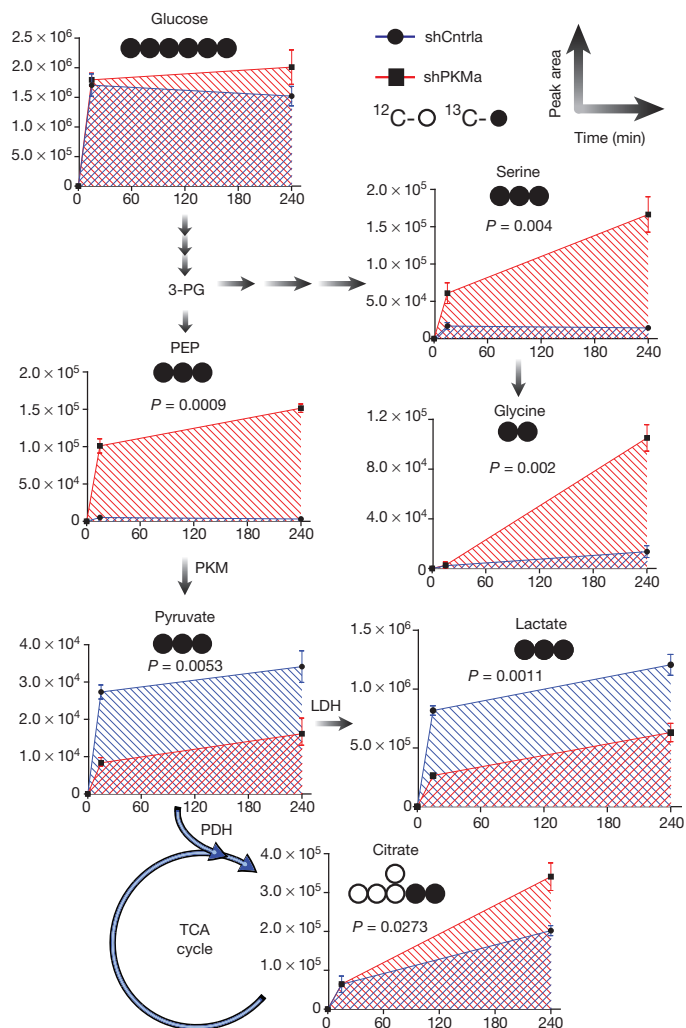 Glucose
2.5 × 10⁶
2.0 × 10⁶
1.5 × 10⁶
1.0 × 10⁶
5.0 × 10⁵
0
0 60 120 180 240
shCntrla
shPKMa
¹²C- ¹³C-
Peak area
Time (min)
Serine
P = 0.004
2.0 × 10⁵
1.5 × 10⁵
1.0 × 10⁵
5.0 × 10⁴
0
0 60 120 180 240
3-PG
PEP
P = 0.0009
2.0 × 10⁵
1.5 × 10⁵
1.0 × 10⁵
5.0 × 10⁴
0
0 60 120 180 240
Glycine
P = 0.002
1.2 × 10⁵
8.0 × 10⁴
4.0 × 10⁴
0
0 60 120 180 240
PKM
Pyruvate
P = 0.0053
4.0 × 10⁴
3.0 × 10⁴
2.0 × 10⁴
1.0 × 10⁴
0
0 60 120 180 240
LDH
Lactate
P = 0.0011
1.5 × 10⁶
1.0 × 10⁶
5.0 × 10⁵
0
0 60 120 180 240
PDH
TCA
cycle
Citrate
P = 0.0273
4.0 × 10⁵
3.0 × 10⁵
2.0 × 10⁵
1.0 × 10⁵
0
0 60 120 180 240